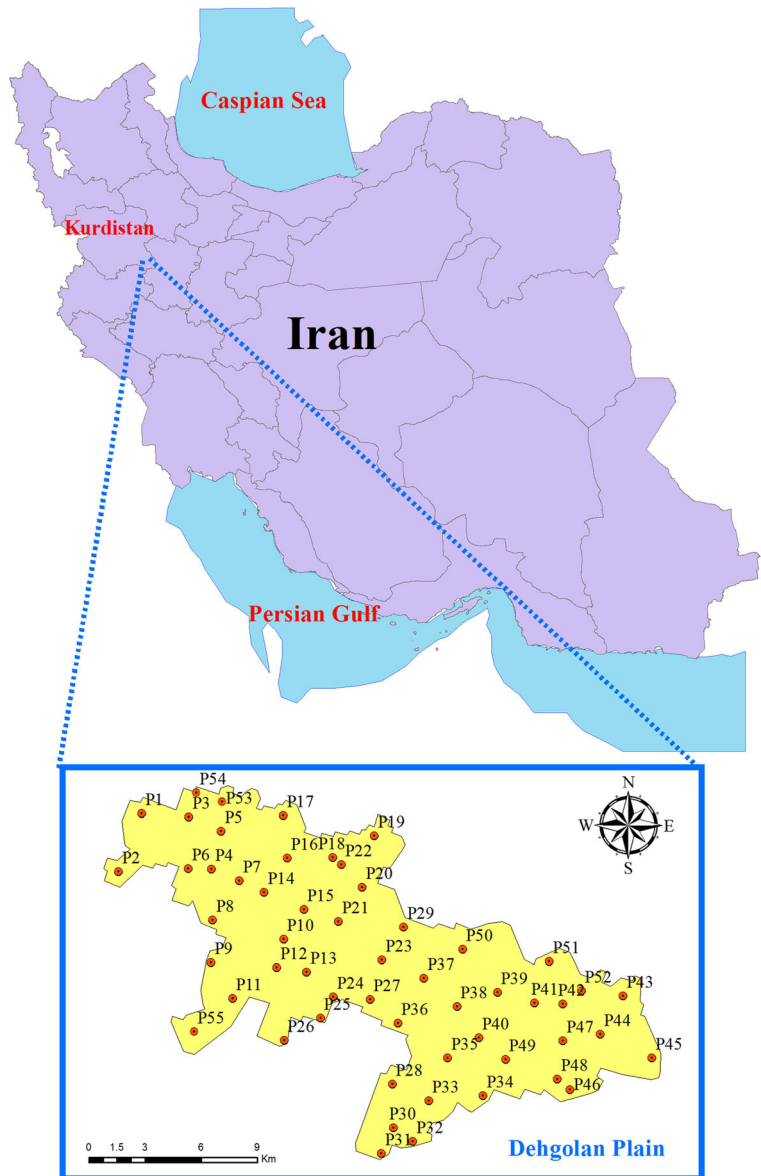 Caspian Sea
Kurdistan
Iran
Persian Gulf
P54
P53
P1
P3
P17
P5
P19
P16
P18
P22
P2
P6
P4
P7
P14
P20
P15
P8
P21
P29
P10
P9
P12
P13
P23
P50
P51
P37
P11
P24
P27
P39
P52
P43
P25
P38
P41
P42
P55
P26
P36
P40
P47
P44
P35
P49
P45
P28
P48
P46
P33
P34
P30
P31
P32
N
W
E
S
0 1.5 3 6 9
Km
Dehgolan Plain